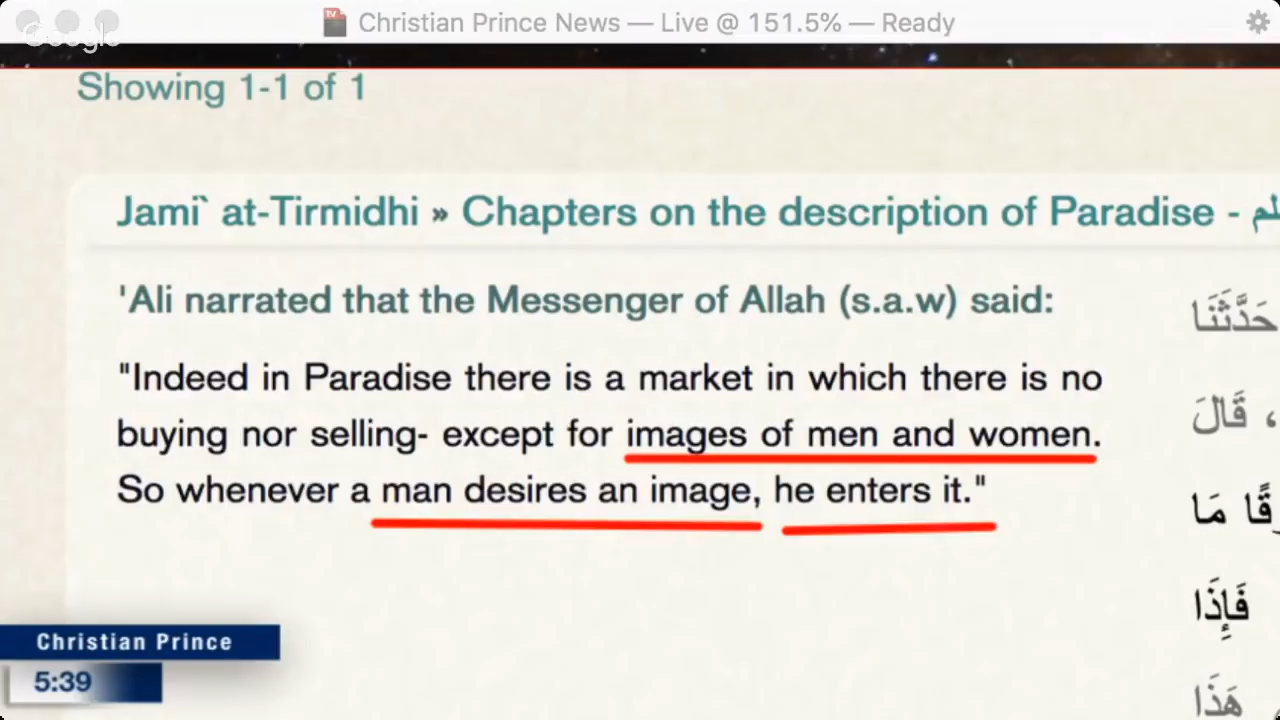 Christian Prince News — Live @ 151.5% — Ready
Google
Showing 1-1 of 1
Jami` at-Tirmidhi » Chapters on the description of Paradise -
'Ali narrated that the Messenger of Allah (s.a.w) said:
حَدَّثَنَا
"Indeed in Paradise there is a market in which there is no
buying nor selling- except for images of men and women.
، قَالَ
So whenever a man desires an image, he enters it."
مَا
فَإِذَا
Christian Prince
5:39
هَذَا